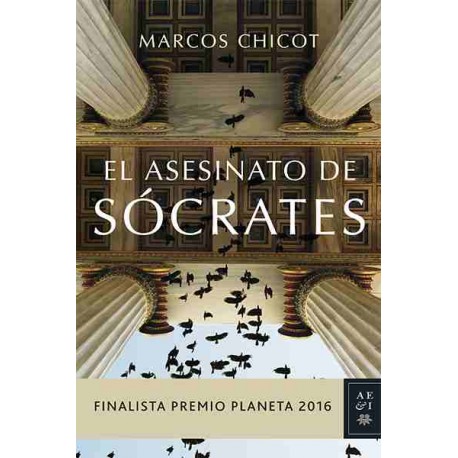 MARCOS CHICOT
EL ASESINATO DE
SÓCRATES
FINALISTA PREMIO PLANETA 2016
AE
&I